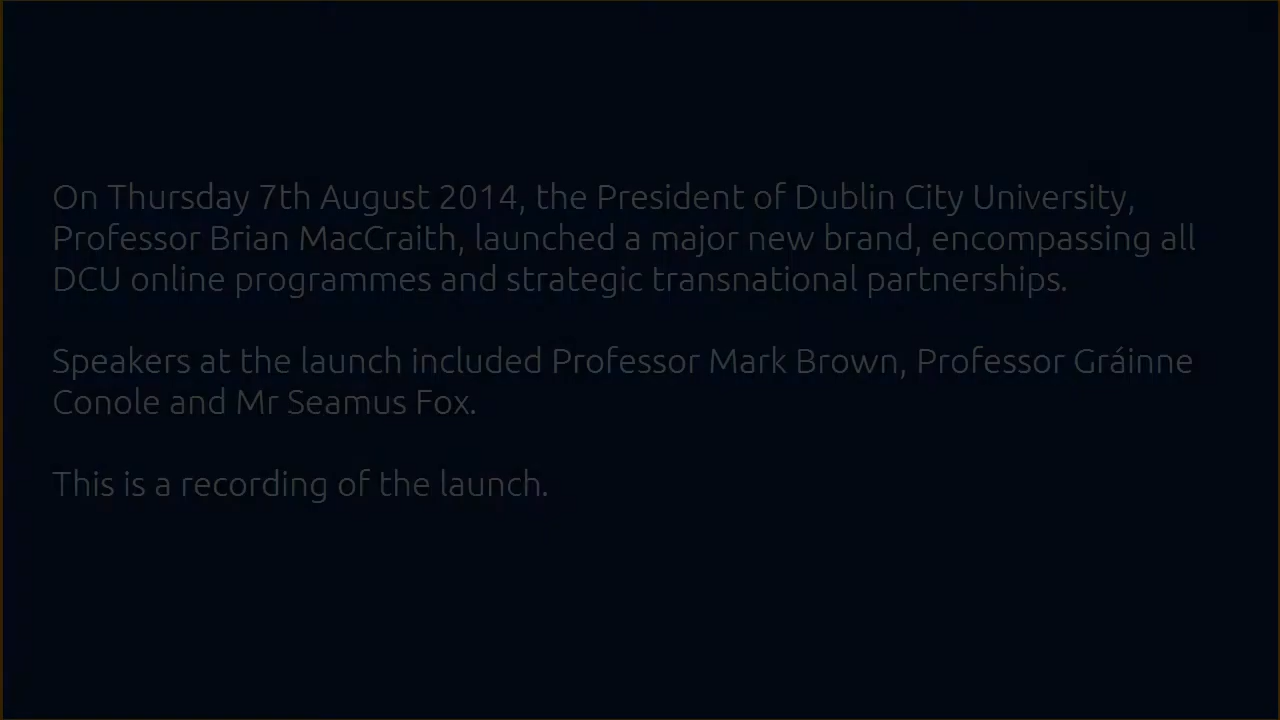 On Thursday 7th August 2014, the President of Dublin City University,
Professor Brian MacCraith, launched a major new brand, encompassing all
DCU online programmes and strategic transnational partnerships.
Speakers at the launch included Professor Mark Brown, Professor Gráinne
Conole and Mr Seamus Fox.
This is a recording of the launch.